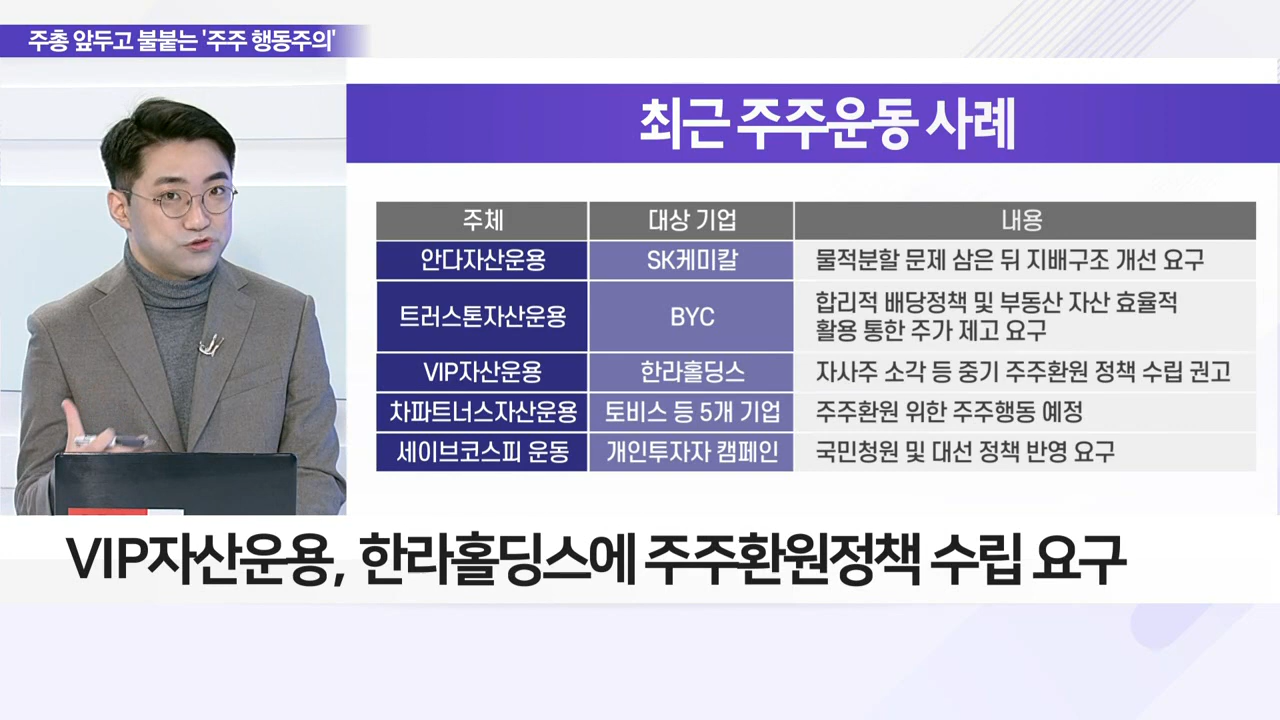 주총 앞두고 불붙는 '주주 행동주의'
최근 주주운동 사례
주체 대상 기업 내용
안다자산운용 SK케미칼 물적분할 문제 삼은 뒤 지배구조 개선 요구
트러스톤자산운용 BYC 합리적 배당정책 및 부동산 자산 효율적
활용 통한 주가 제고 요구
VIP자산운용 한라홀딩스 자사주 소각 등 중기 주주환원 정책 수립 권고
차파트너스자산운용 토비스 등 5개 기업 주주환원 위한 주주행동 예정
세이브코스피 운동 개인투자자 캠페인 국민청원 및 대선 정책 반영 요구
VIP자산운용, 한라홀딩스에 주주환원정책 수립 요구